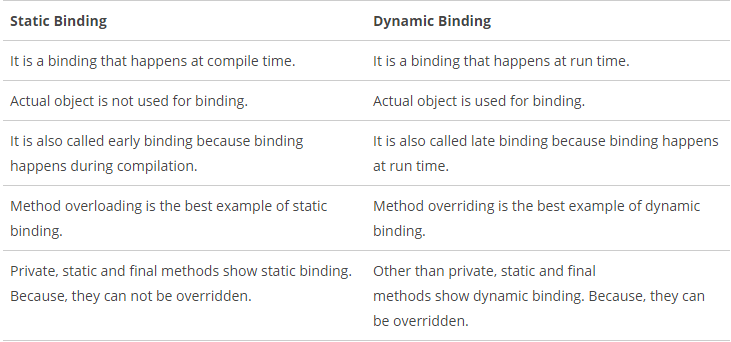 Static Binding
Dynamic Binding
It is a binding that happens at compile time.
It is a binding that happens at run time.
Actual object is not used for binding.
Actual object is used for binding.
It is also called early binding because binding
happens during compilation.
It is also called late binding because binding happens
at run time.
Method overloading is the best example of static
binding.
Method overriding is the best example of dynamic
binding.
Private, static and final methods show static binding.
Because, they can not be overridden.
Other than private, static and final
methods show dynamic binding. Because, they can
be overridden.